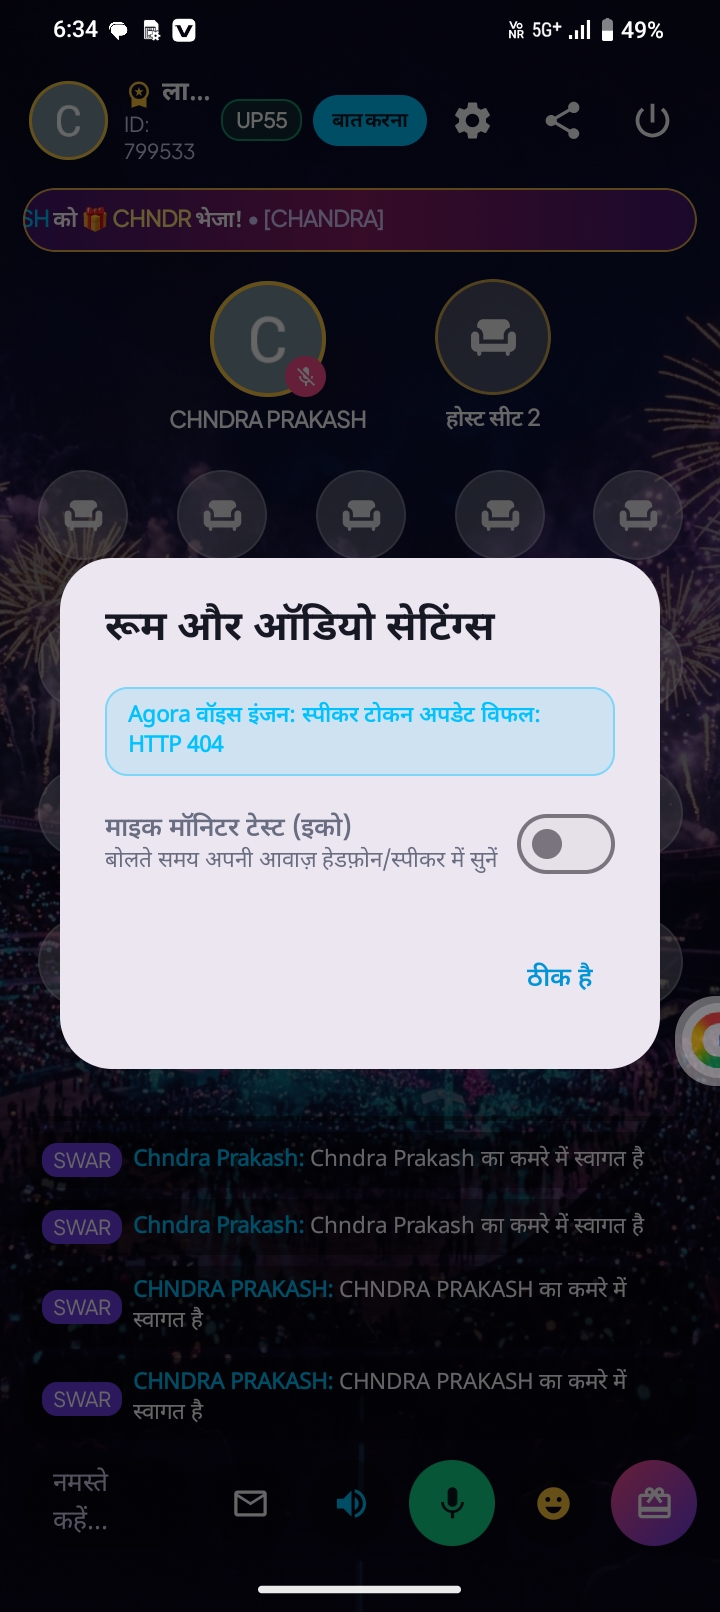 6:34
Vo NR 5G+ 49%
C
ला...
ID:
799533
UP55
बात करना
SH को 🎁 CHNDR भेजा! • [CHANDRA]
C
CHNDRA PRAKASH
होस्ट सीट 2
रूम और ऑडियो सेटिंग्स
Agora वॉइस इंजन: स्पीकर टोकन अपडेट विफल:
HTTP 404
माइक मॉनिटर टेस्ट (इको)
बोलते समय अपनी आवाज़ हेडफ़ोन/स्पीकर में सुनें
ठीक है
SWAR Chndra Prakash: Chndra Prakash का कमरे में स्वागत है
SWAR Chndra Prakash: Chndra Prakash का कमरे में स्वागत है
SWAR CHNDRA PRAKASH: CHNDRA PRAKASH का कमरे में
स्वागत है
SWAR CHNDRA PRAKASH: CHNDRA PRAKASH का कमरे में
स्वागत है
नमस्ते
कहें...